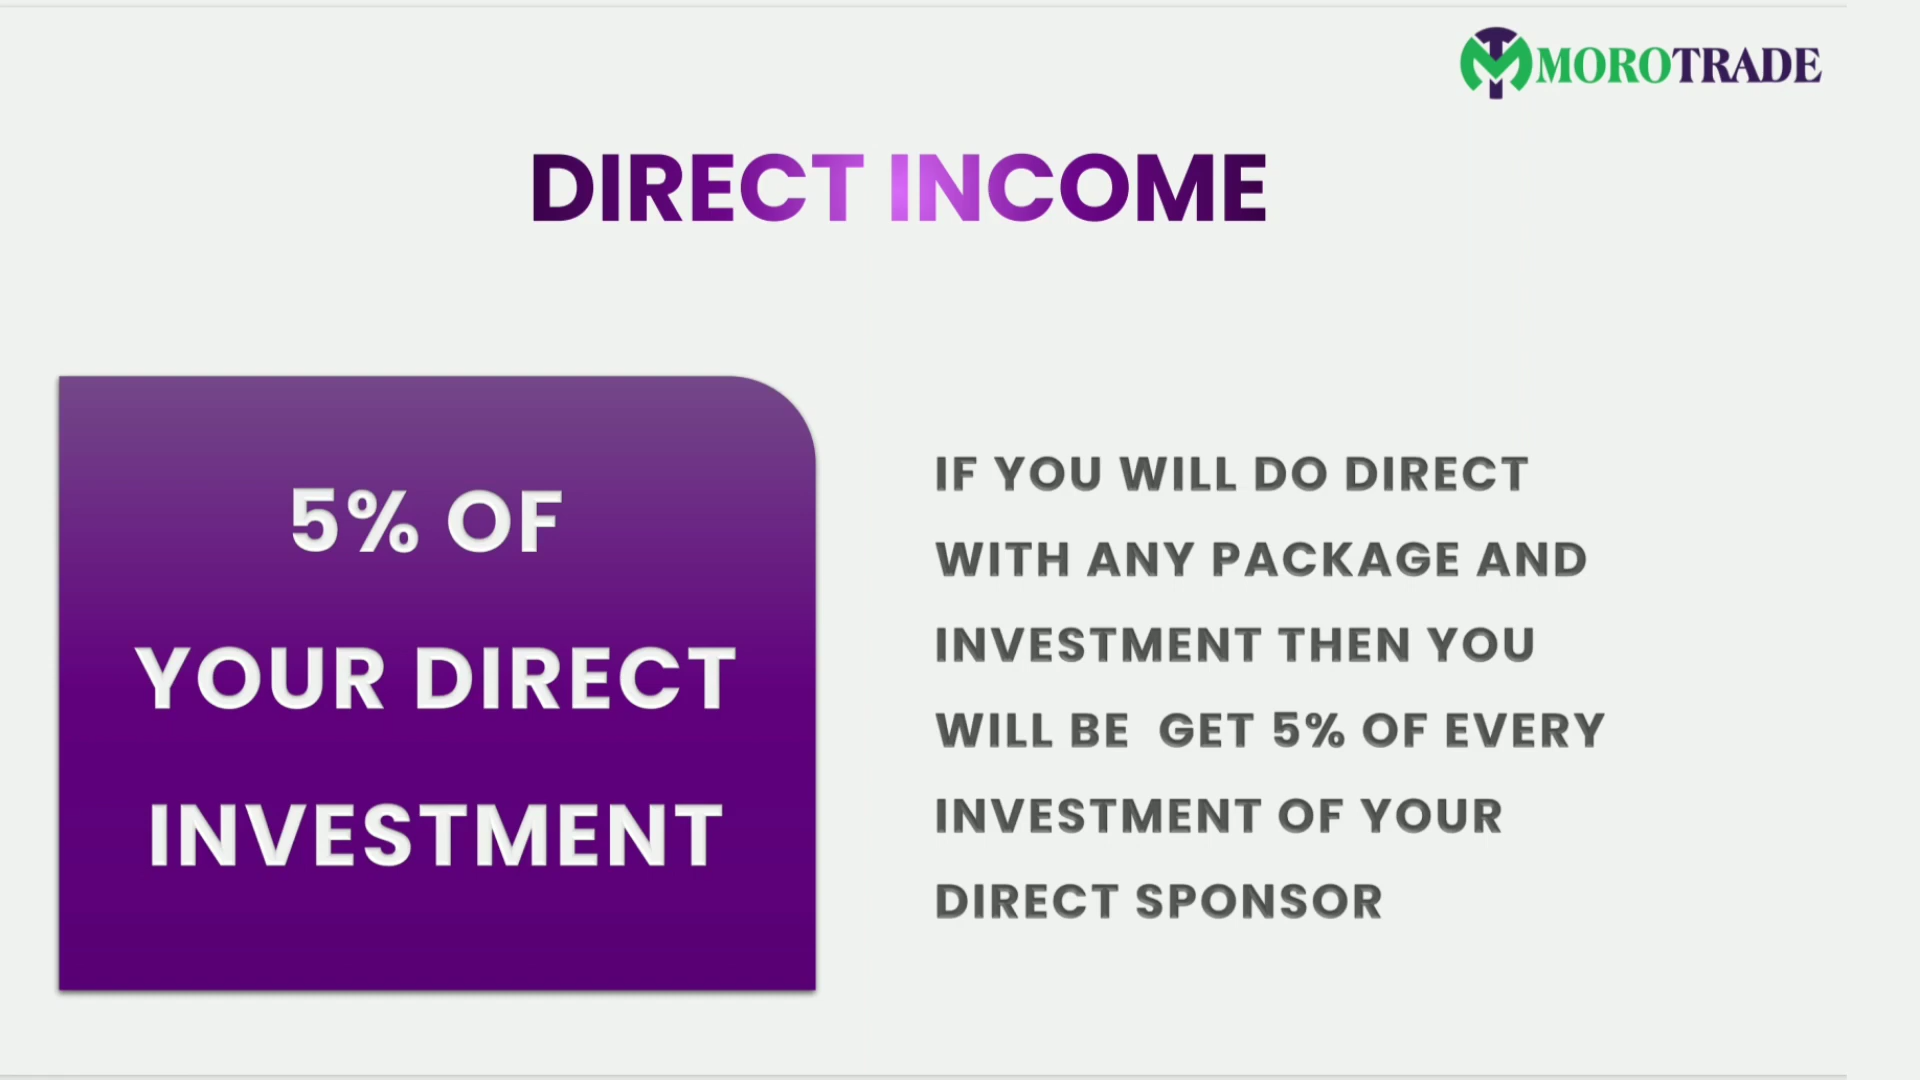 MOROTRADE
DIRECT INCOME
5% OF
YOUR DIRECT
INVESTMENT
IF YOU WILL DO DIRECT
WITH ANY PACKAGE AND
INVESTMENT THEN YOU
WILL BE GET 5% OF EVERY
INVESTMENT OF YOUR
DIRECT SPONSOR